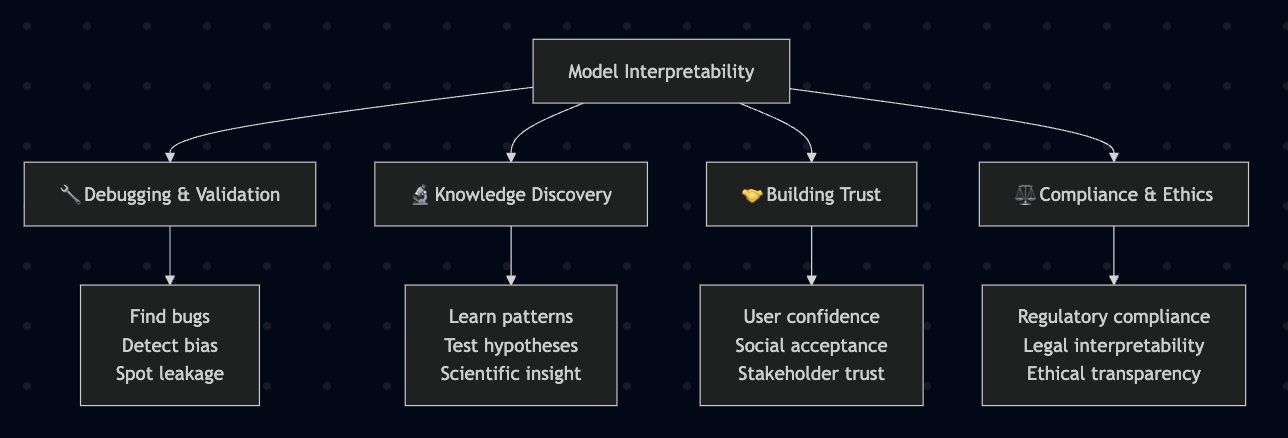 Model Interpretability
🔧 Debugging & Validation
🔬 Knowledge Discovery
🤝 Building Trust
⚖️ Compliance & Ethics
Find bugs
Detect bias
Spot leakage
Learn patterns
Test hypotheses
Scientific insight
User confidence
Social acceptance
Stakeholder trust
Regulatory compliance
Legal interpretability
Ethical transparency